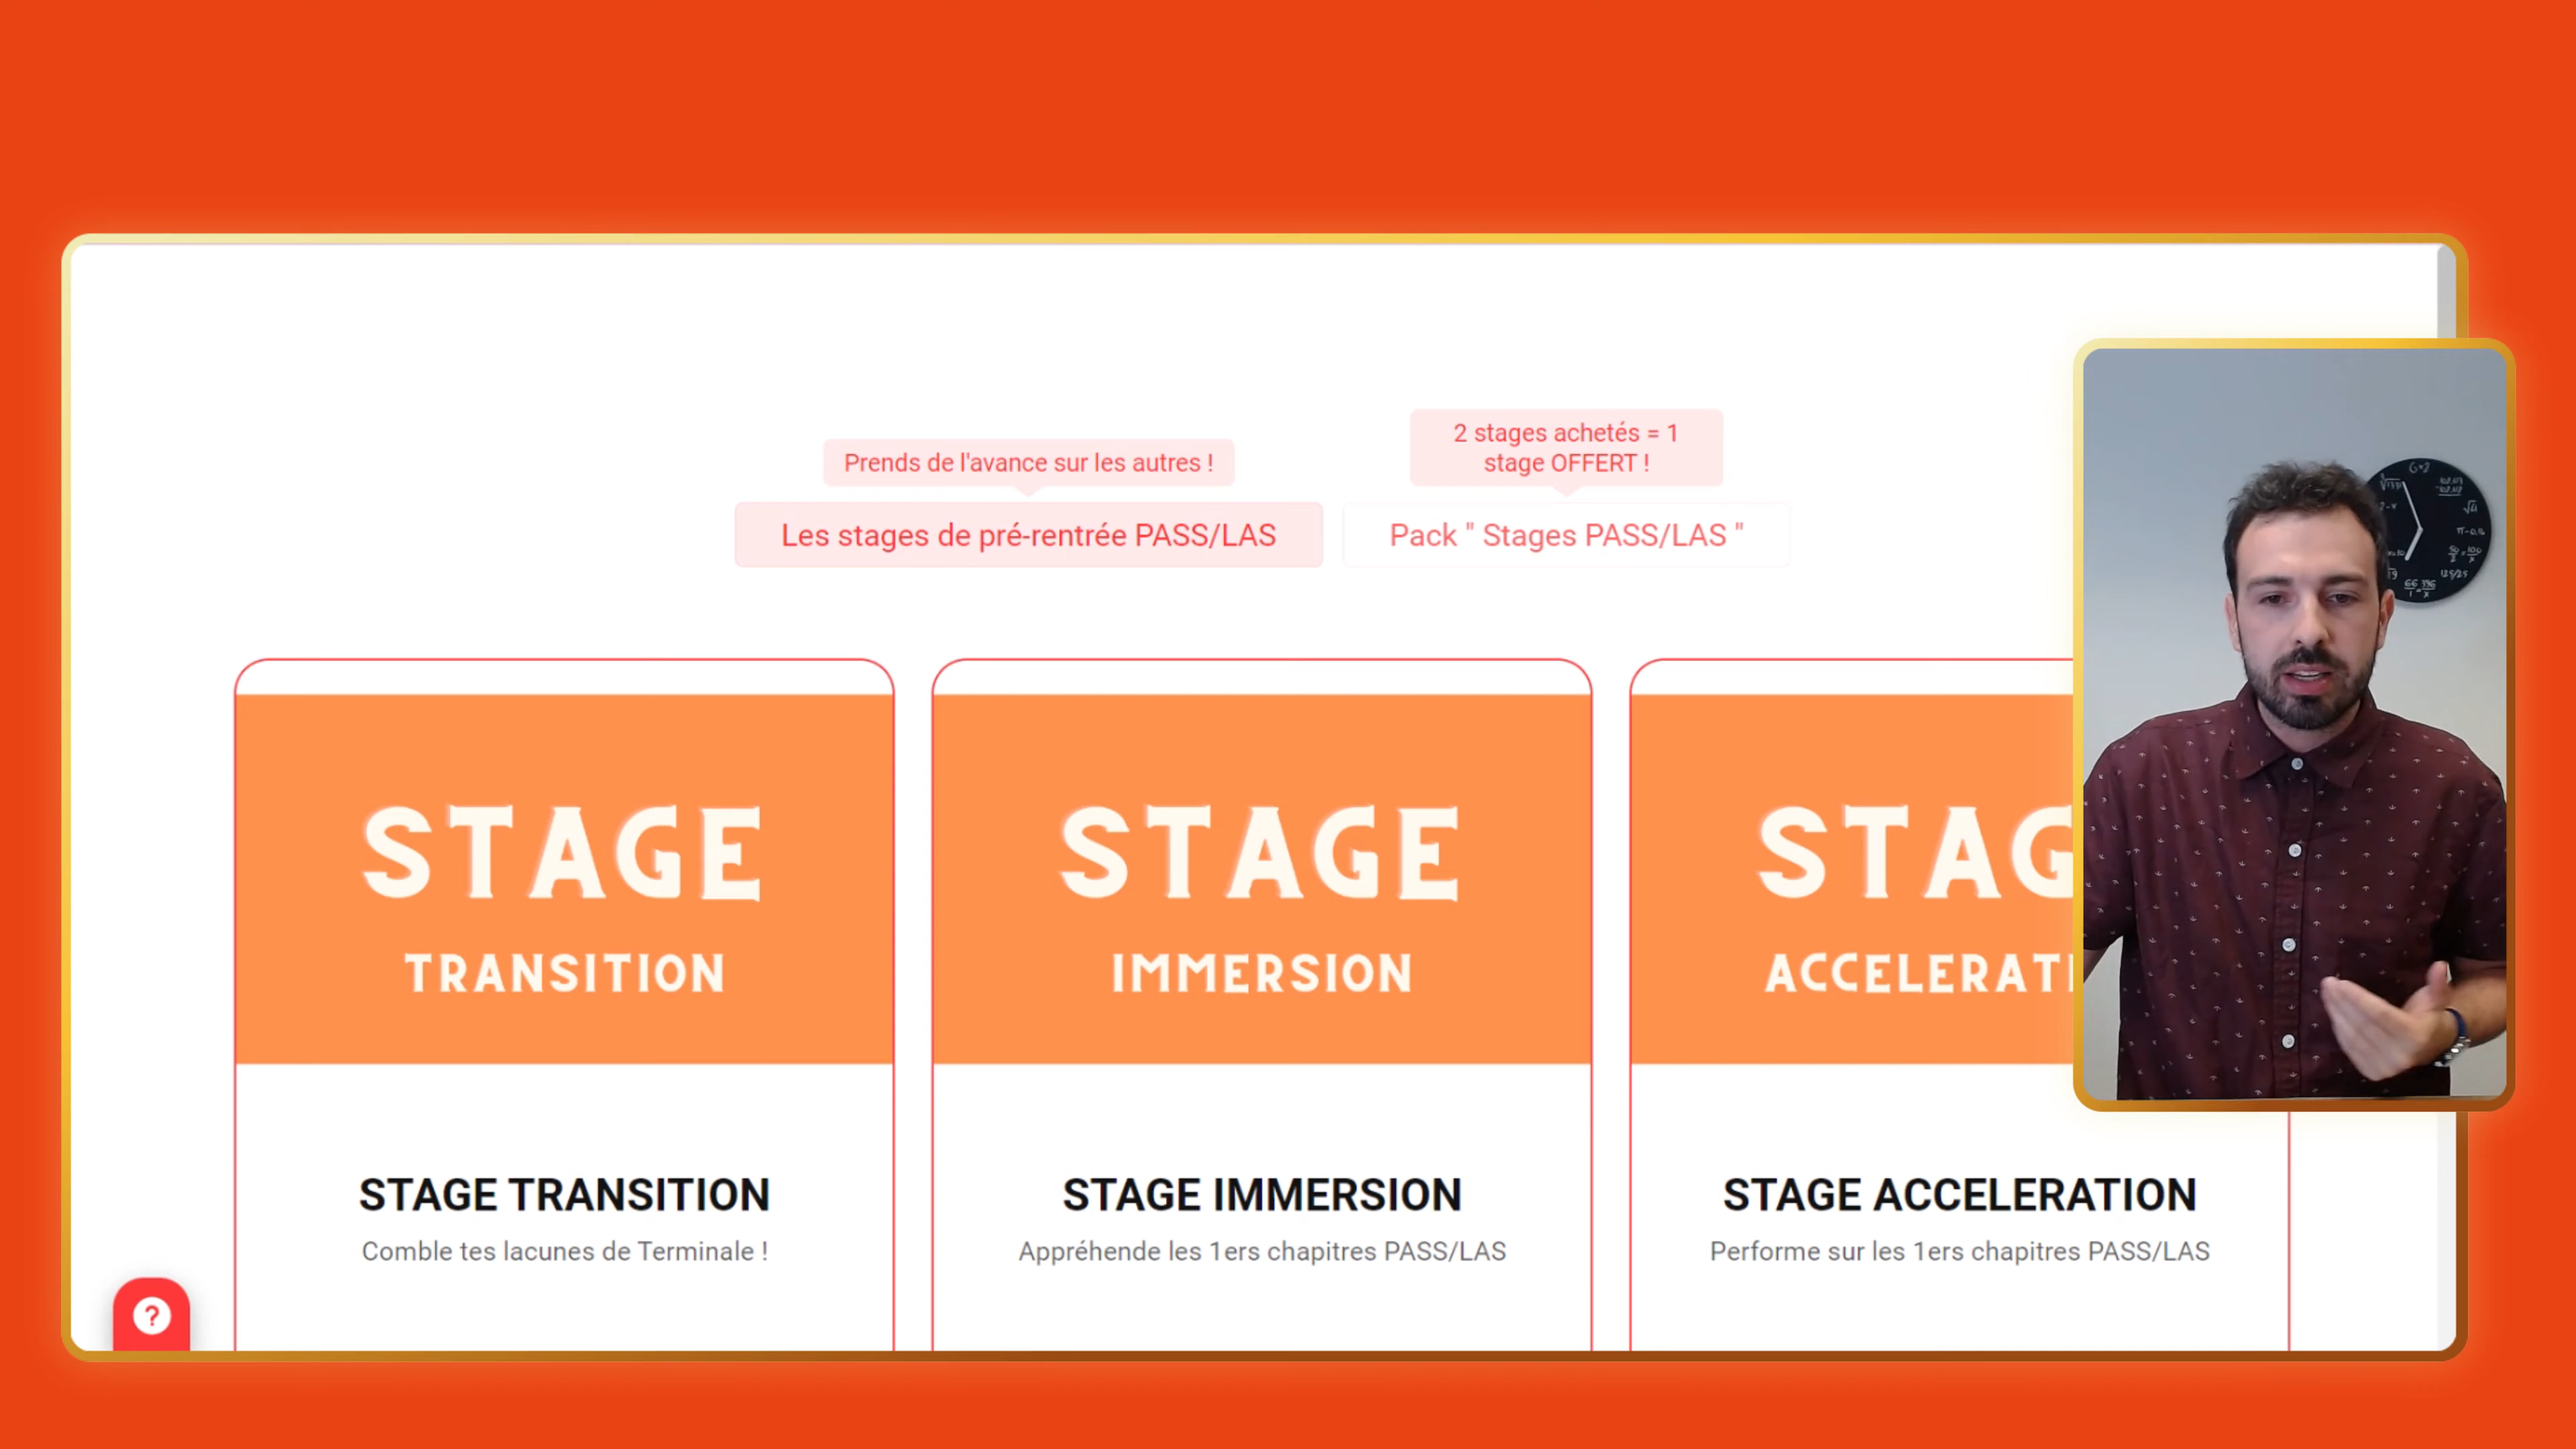 Prends de l'avance sur les autres !
2 stages achetés = 1
stage OFFERT !
Les stages de pré-rentrée PASS/LAS
Pack " Stages PASS/LAS "
STAGE
TRANSITION
STAGE
IMMERSION
STAG
ACCELERATI
STAGE TRANSITION
Comble tes lacunes de Terminale !
STAGE IMMERSION
Appréhende les 1ers chapitres PASS/LAS
STAGE ACCELERATION
Performe sur les 1ers chapitres PASS/LAS
?